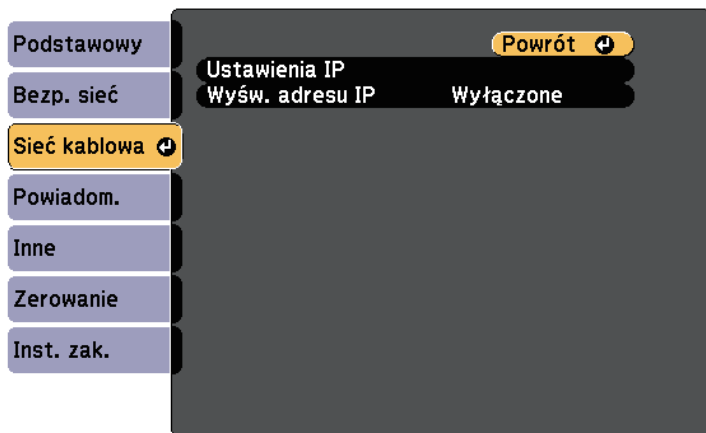 Podstawowy
Bezp. sieć
Sieć kablowa
Powiadom.
Inne
Zerowanie
Inst. zak.
Powrót
Ustawienia IP
Wyśw. adresu IP Wyłączone